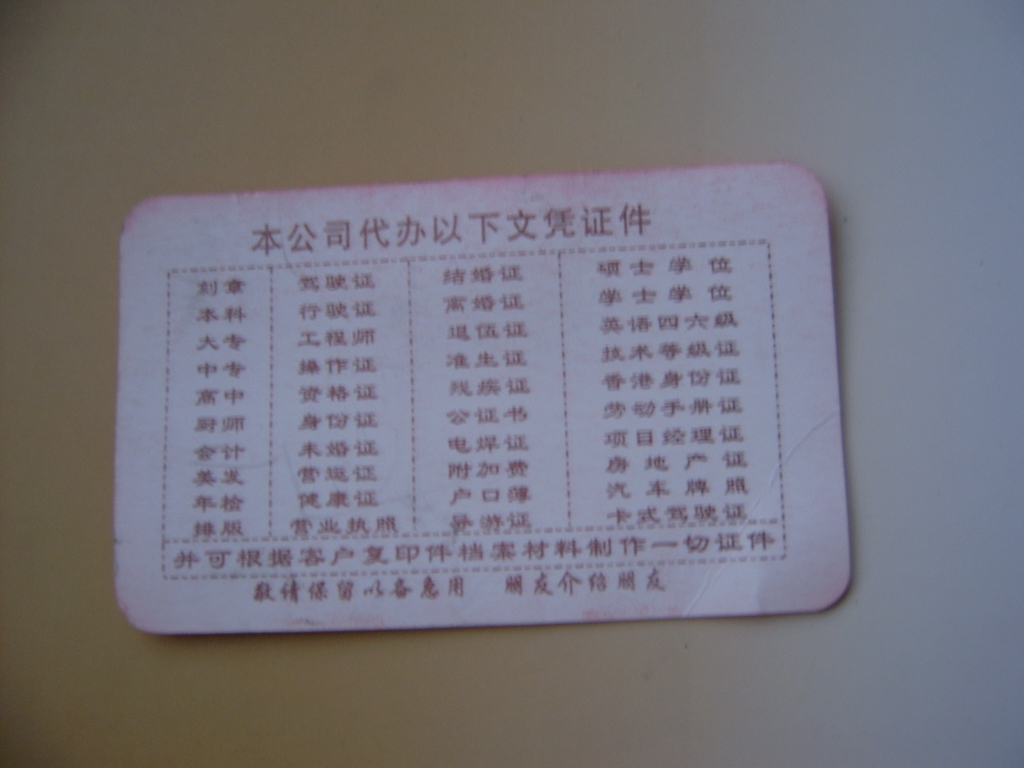 本公司代办以下文凭证件
刻章 驾驶证 结婚证 硕士学位
本科 行驶证 离婚证 学士学位
大专 工程师 退伍证 英语四六级
中专 操作证 准生证 技术等级证
高中 资格证 残疾证 香港身份证
厨师 身份证 公证书 劳动手册证
会计 未婚证 电焊证 项目经理证
美发 营运证 附加费 房地产证
年检 健康证 户口薄 汽车牌照
排版 营业执照 导游证 卡式驾驶证
并可根据客户复印件档案材料制作一切证件
敬请保留以备急用 朋友介绍朋友